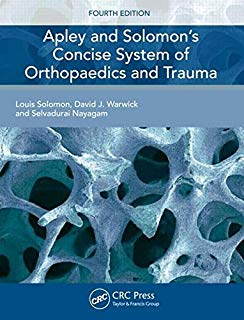 FOURTH EDITION
Apley and Solomon's
Concise System of
Orthopaedics and Trauma
Louis Solomon, David J. Warwick
and Selvadurai Nayagam
CRC
CRC Press
Taylor & Francis Group